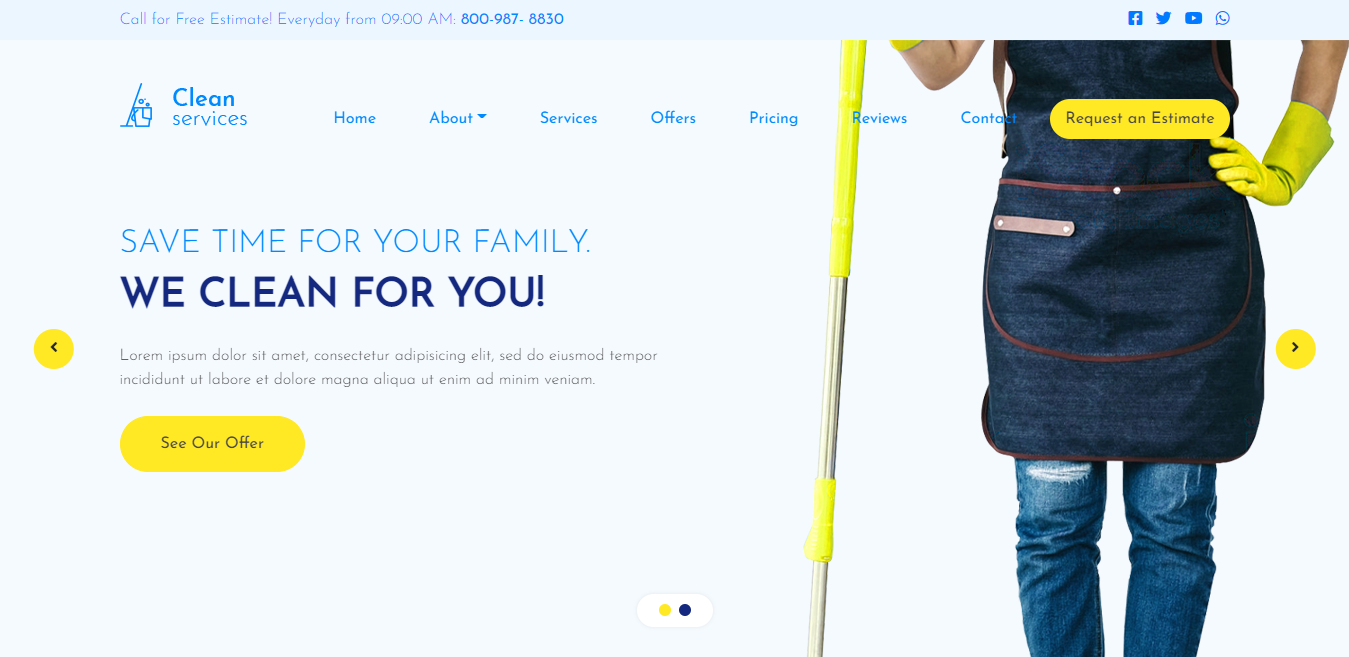 Call for Free Estimate! Everyday from 09:00 AM: 800-987- 8830
Clean
services
Home About Services Offers Pricing Reviews Contact Request an Estimate
SAVE TIME FOR YOUR FAMILY.
WE CLEAN FOR YOU!
Lorem ipsum dolor sit amet, consectetur adipisicing elit, sed do eiusmod tempor
incididunt ut labore et dolore magna aliqua ut enim ad minim veniam.
See Our Offer